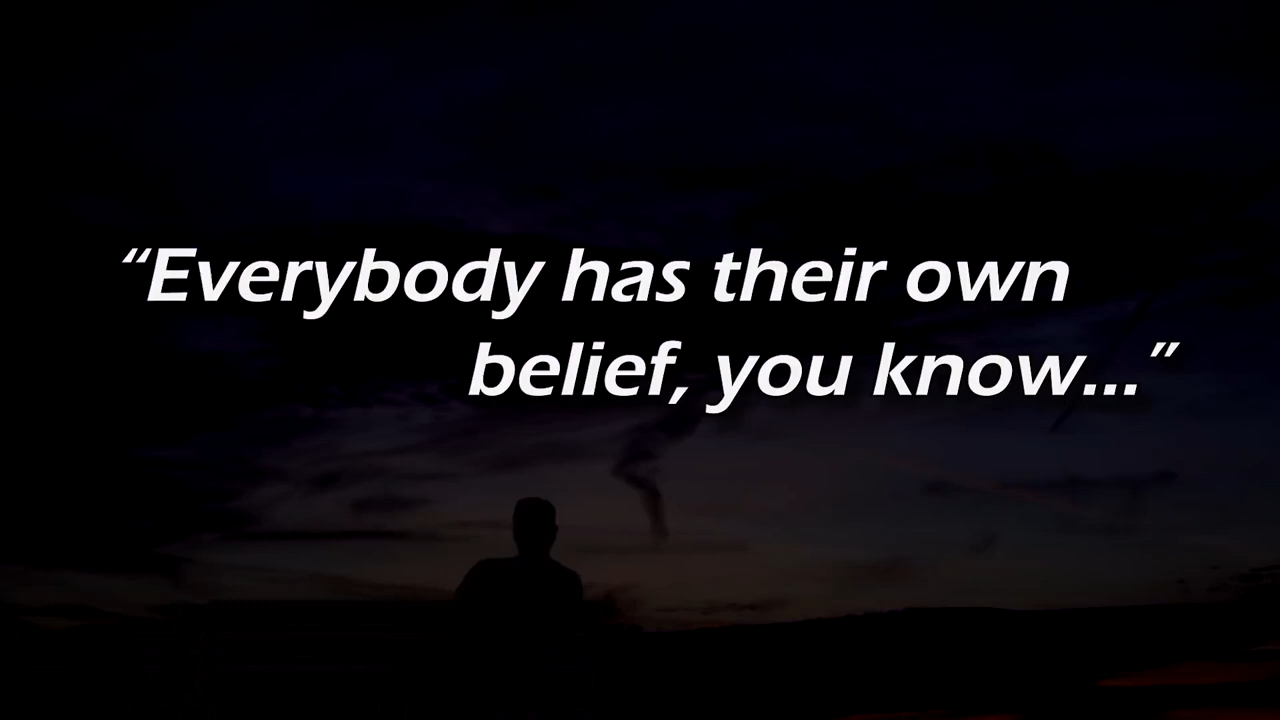 “Everybody has their own
belief, you know...”